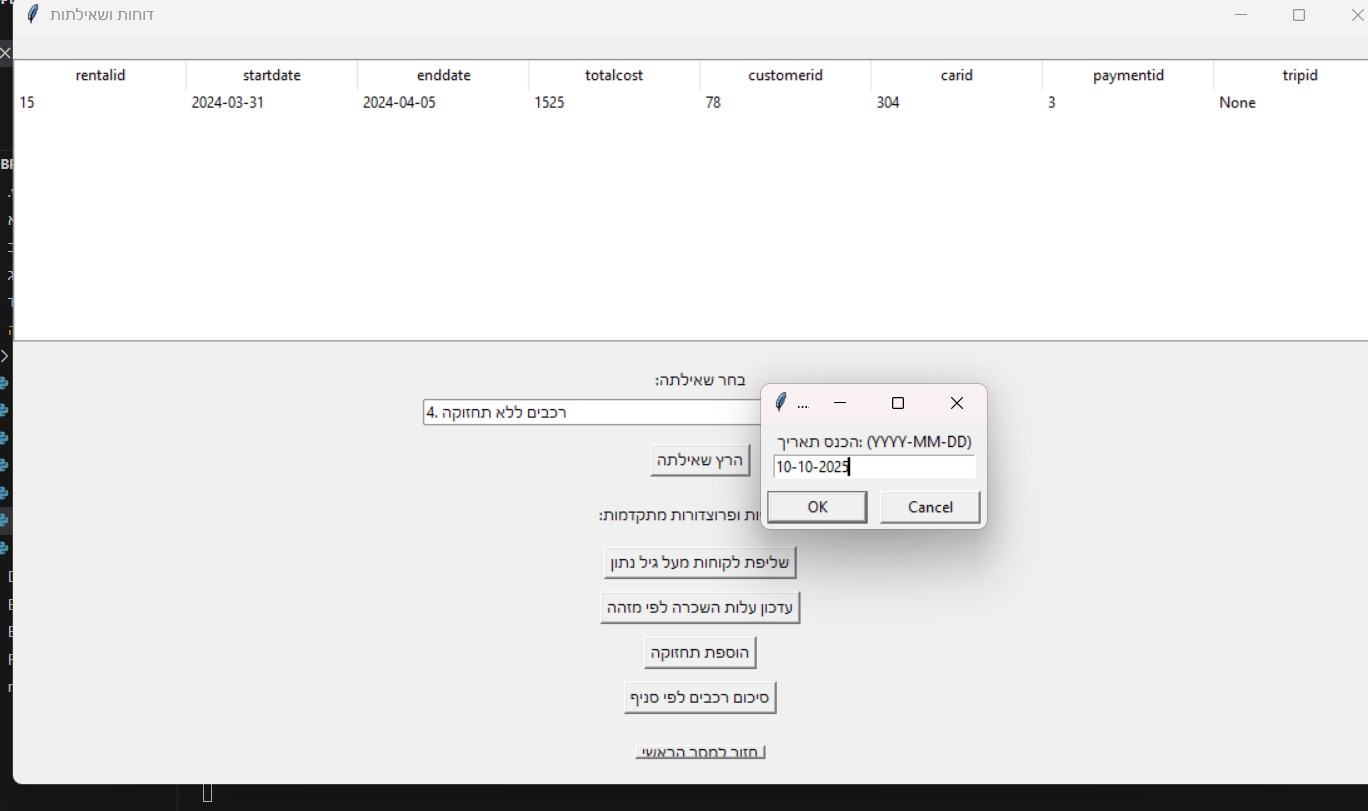 דוחות ושאילתות
rentalid startdate enddate totalcost customerid carid paymentid tripid
15 2024-03-31 2024-04-05 1525 78 304 3 None
בחר שאילתה:
4. רכבים ללא תחזוקה
...
הכנס תאריך: (YYYY-MM-DD)
10-10-2025
OK Cancel
הרץ שאילתה
ופרוצדורות מתקדמות:
שליפת לקוחות מעל גיל נתון
עדכון עלות השכרה לפי מזהה
הוספת תחזוקה
סיכום רכבים לפי סניף
חזור למסך הראשי